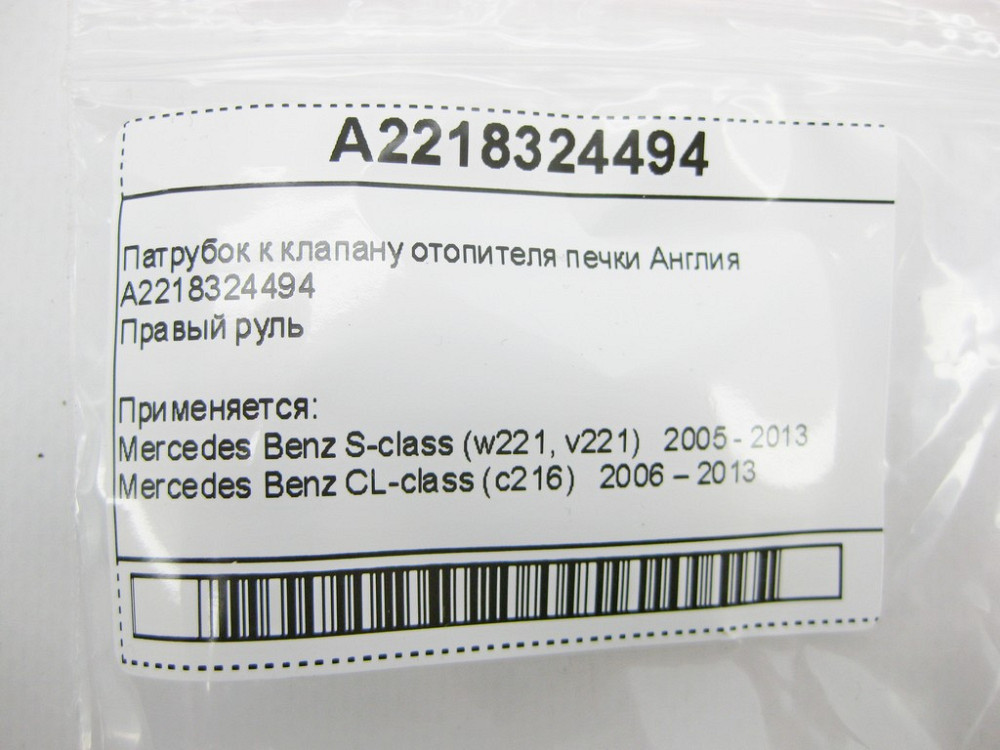 A2218324494
Патрубок к клапану отопителя печки Англия
A2218324494
Правый руль
Применяется:
Mercedes Benz S-class (w221, v221) 2005 - 2013
Mercedes Benz CL-class (c216) 2006 – 2013